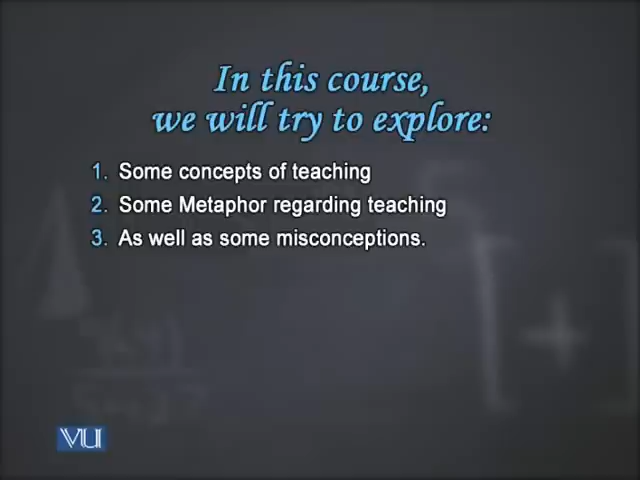 In this course,
we will try to explore:
1. Some concepts of teaching
2. Some Metaphor regarding teaching
3. As well as some misconceptions.
VU